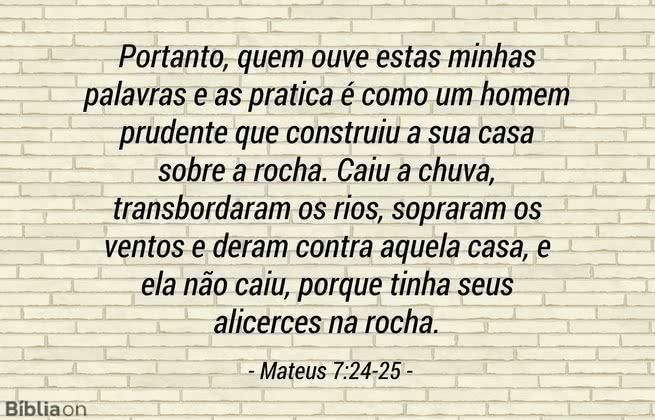 Portanto, quem ouve estas minhas
palavras e as pratica é como um homem
prudente que construiu a sua casa
sobre a rocha. Caiu a chuva,
transbordaram os rios, sopraram os
ventos e deram contra aquela casa, e
ela não caiu, porque tinha seus
alicerces na rocha.
- Mateus 7:24-25 -
Bibliaon